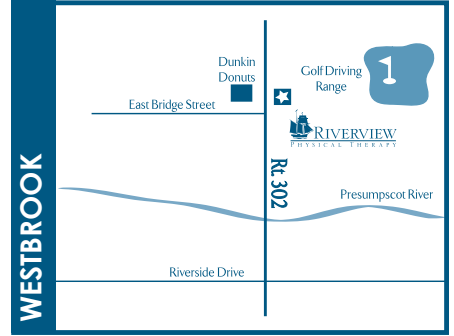 WESTBROOK
Dunkin
Donuts
Golf Driving
Range
1
East Bridge Street
RIVERVIEW
PHYSICAL THERAPY
Rt 302
Presumpscot River
Riverside Drive